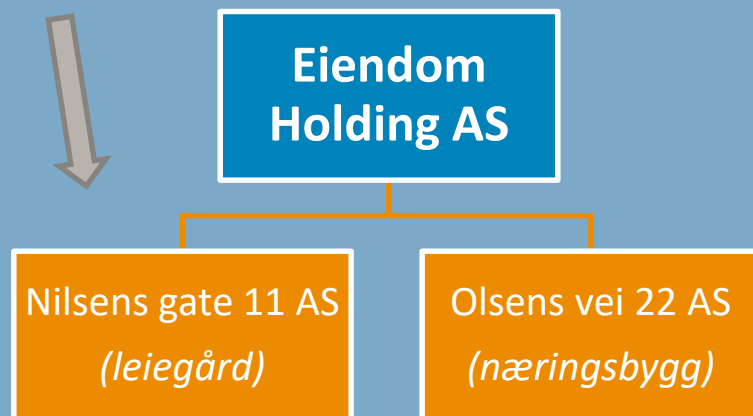 Eiendom
Holding AS
Nilsens gate 11 AS
(leiegård)
Olsens vei 22 AS
(næringsbygg)